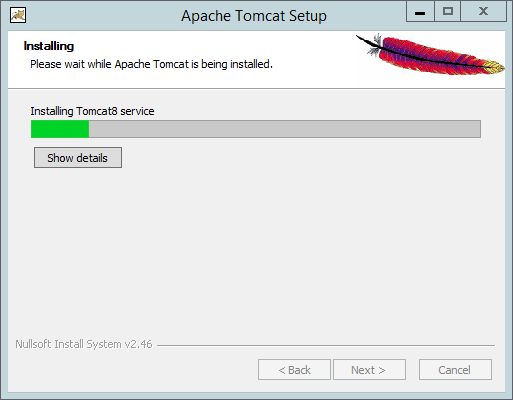 Apache Tomcat Setup
Installing
Please wait while Apache Tomcat is being installed.
Installing Tomcat8 service
Show details
Nullsoft Install System v2.46
< Back
Next >
Cancel